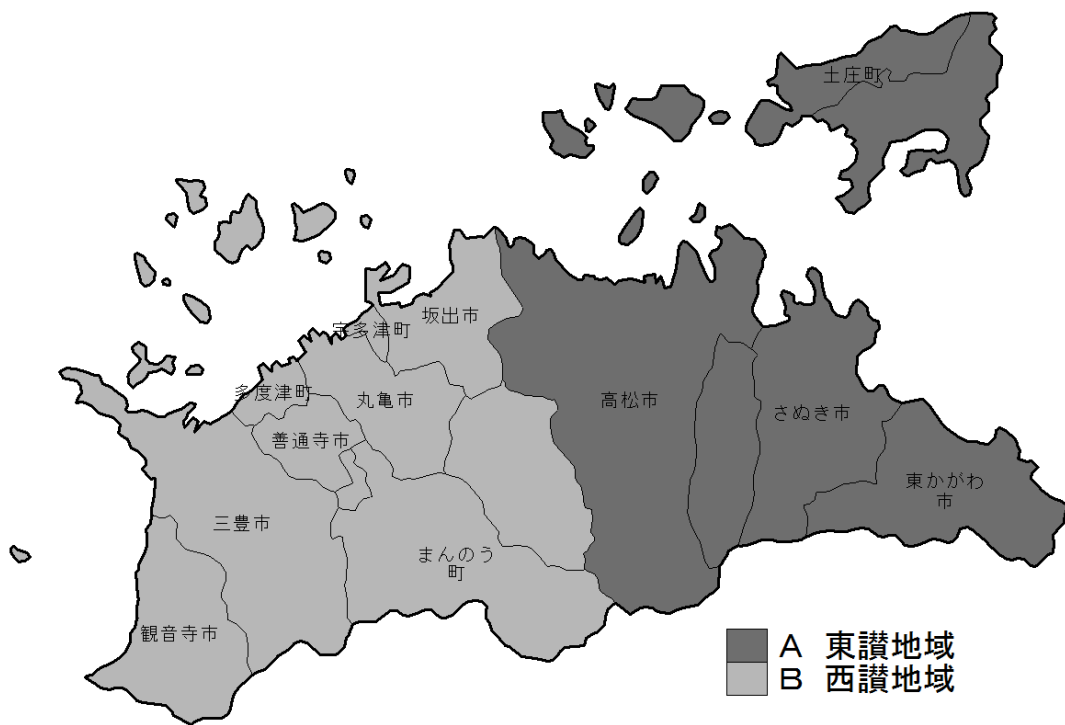 土庄町
坂出市
宇多津町
多度津町
丸亀市
高松市
さぬき市
善通寺市
東かがわ
市
三豊市
まんのう
町
観音寺市
A 東讃地域
B 西讃地域